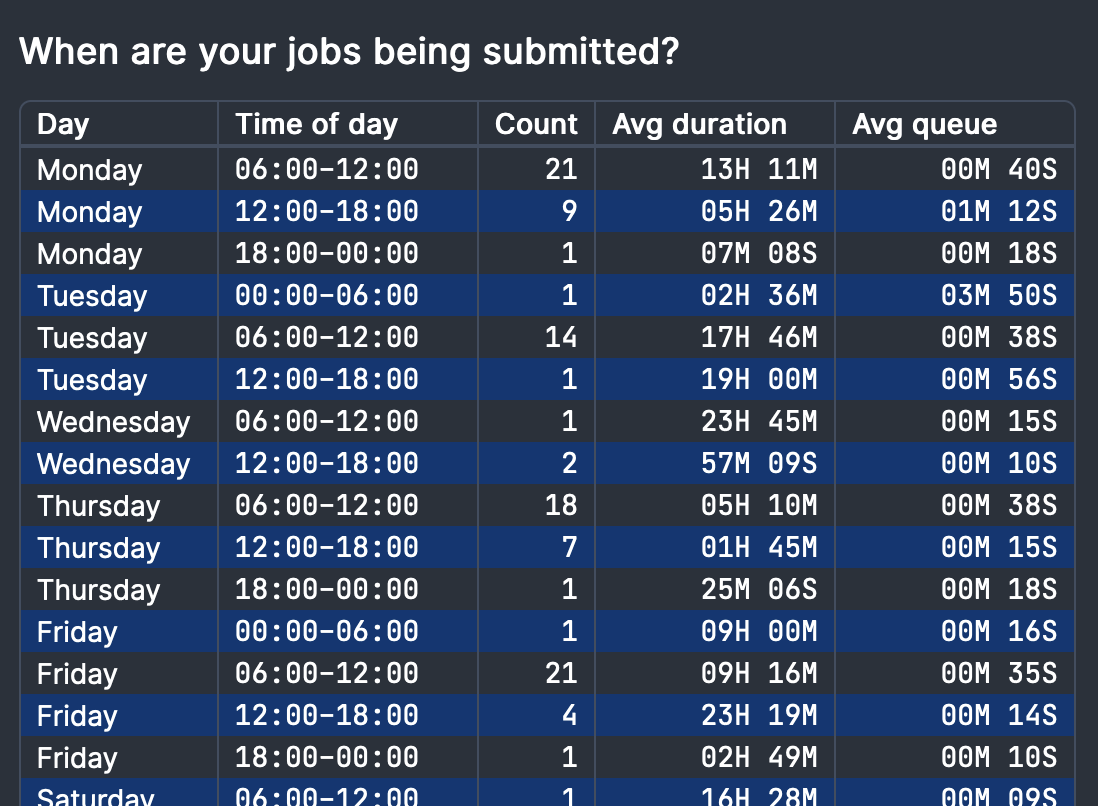 When are your jobs being submitted?
Day Time of day Count Avg duration Avg queue
Monday 06:00-12:00 21 13H 11M 00M 40S
Monday 12:00-18:00 9 05H 26M 01M 12S
Monday 18:00-00:00 1 07M 08S 00M 18S
Tuesday 00:00-06:00 1 02H 36M 03M 50S
Tuesday 06:00-12:00 14 17H 46M 00M 38S
Tuesday 12:00-18:00 1 19H 00M 00M 56S
Wednesday 06:00-12:00 1 23H 45M 00M 15S
Wednesday 12:00-18:00 2 57M 09S 00M 10S
Thursday 06:00-12:00 18 05H 10M 00M 38S
Thursday 12:00-18:00 7 01H 45M 00M 15S
Thursday 18:00-00:00 1 25M 06S 00M 18S
Friday 00:00-06:00 1 09H 00M 00M 16S
Friday 06:00-12:00 21 09H 16M 00M 35S
Friday 12:00-18:00 4 23H 19M 00M 14S
Friday 18:00-00:00 1 02H 49M 00M 10S
Saturday 06:00-12:00 1 16H 28M 00M 09S